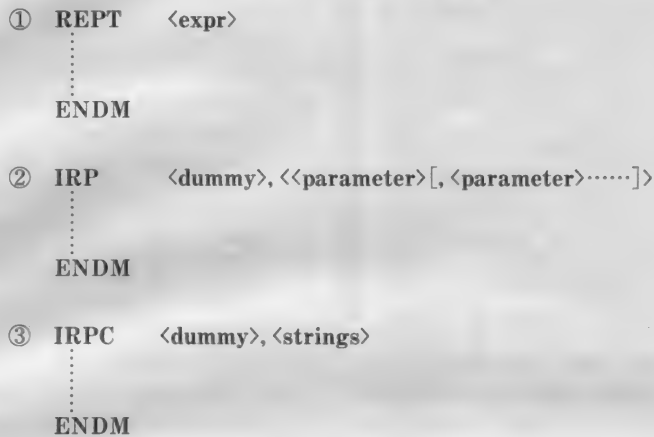 ① REPT 〈expr〉
⋮
ENDM
② IRP 〈dummy〉, 〈〈parameter〉[, 〈parameter〉……]〉
⋮
ENDM
③ IRPC 〈dummy〉, 〈strings〉
⋮
ENDM